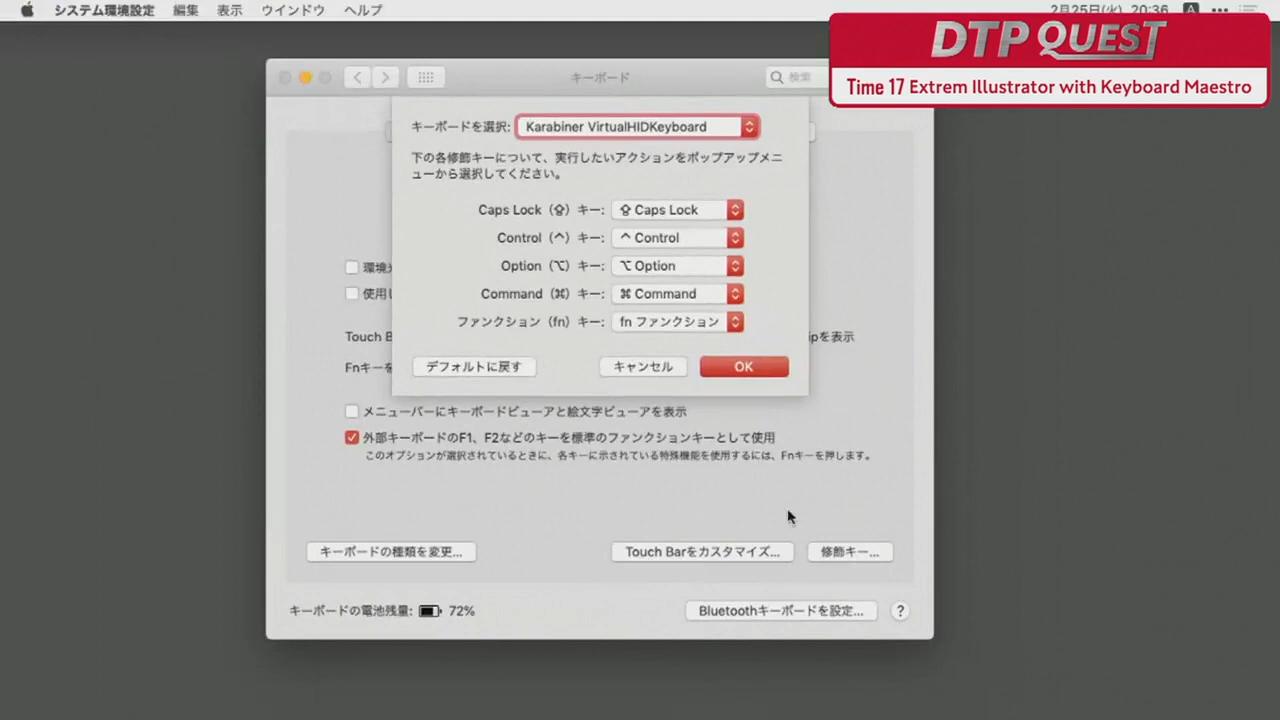 システム環境設定 編集 表示 ウインドウ ヘルプ
2月25日(火) 20:36 A
DTP QUEST
Time 17 Extrem Illustrator with Keyboard Maestro
キーボード
検索
キーボードを選択: Karabiner VirtualHIDKeyboard
下の各修飾キーについて、実行したいアクションをポップアップメニ
ューから選択してください。
Caps Lock (⇪) キー: ⇪ Caps Lock
Control (^) キー: ^ Control
Option (⌥) キー: ⌥ Option
Command (⌘) キー: ⌘ Command
ファンクション (fn) キー: fn ファンクション
デフォルトに戻す キャンセル OK
環境光
使用し
Touch B
ipを表示
Fnキーを
メニューバーにキーボードビューアと絵文字ビューアを表示
外部キーボードのF1、F2などのキーを標準のファンクションキーとして使用
このオプションが選択されているときに、各キーに示されている特殊機能を使用するには、Fnキーを押します。
キーボードの種類を変更... Touch Barをカスタマイズ... 修飾キー...
キーボードの電池残量: 72% Bluetoothキーボードを設定... ?